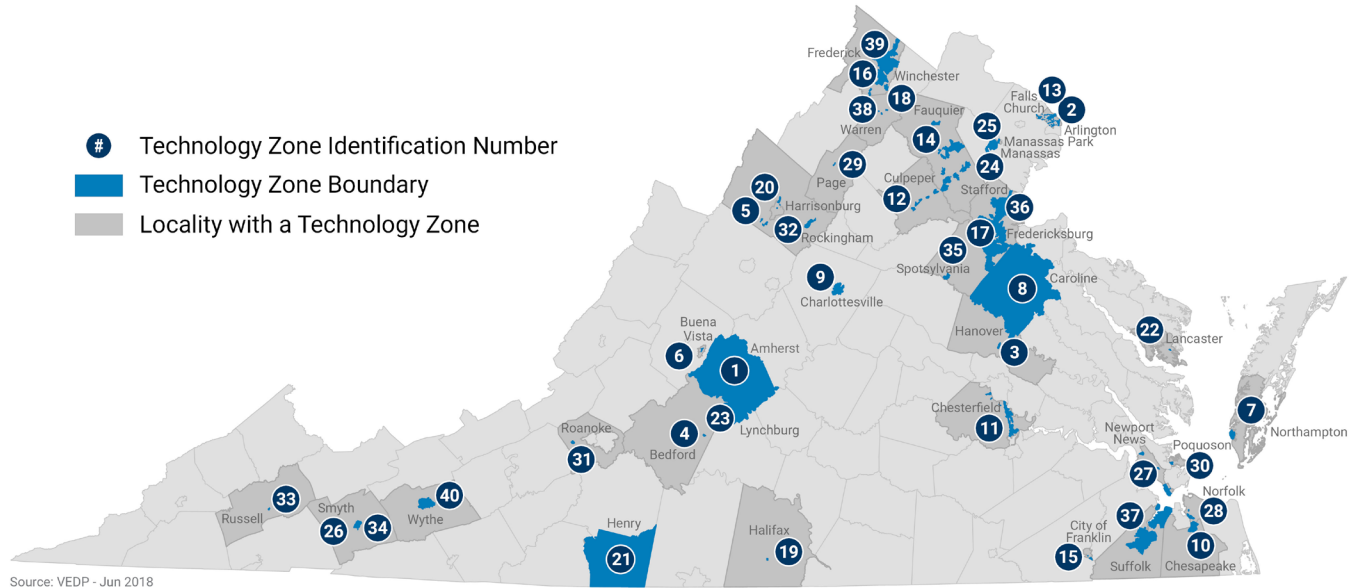 # Technology Zone Identification Number
Technology Zone Boundary
Locality with a Technology Zone
39
Frederick
16
Winchester
18
38
Warren
Fauquier
14
13
Falls
Church
2
Arlington
25
Manassas Park
Manassas
24
29
Page
Culpeper
12
Stafford
36
20
5
Harrisonburg
32
Rockingham
17
Fredericksburg
35
Spotsylvania
9
Charlottesville
8
Caroline
Hanover
3
22
Lancaster
Buena
Vista
6
Amherst
1
23
Lynchburg
4
Bedford
Roanoke
31
Chesterfield
11
7
Northampton
Newport
News
27
Poquoson
30
Norfolk
28
37
City of
Franklin
15
Suffolk
10
Chesapeake
33
Russell
Smyth
26
34
40
Wythe
Henry
21
Halifax
19
Source: VEDP - Jun 2018